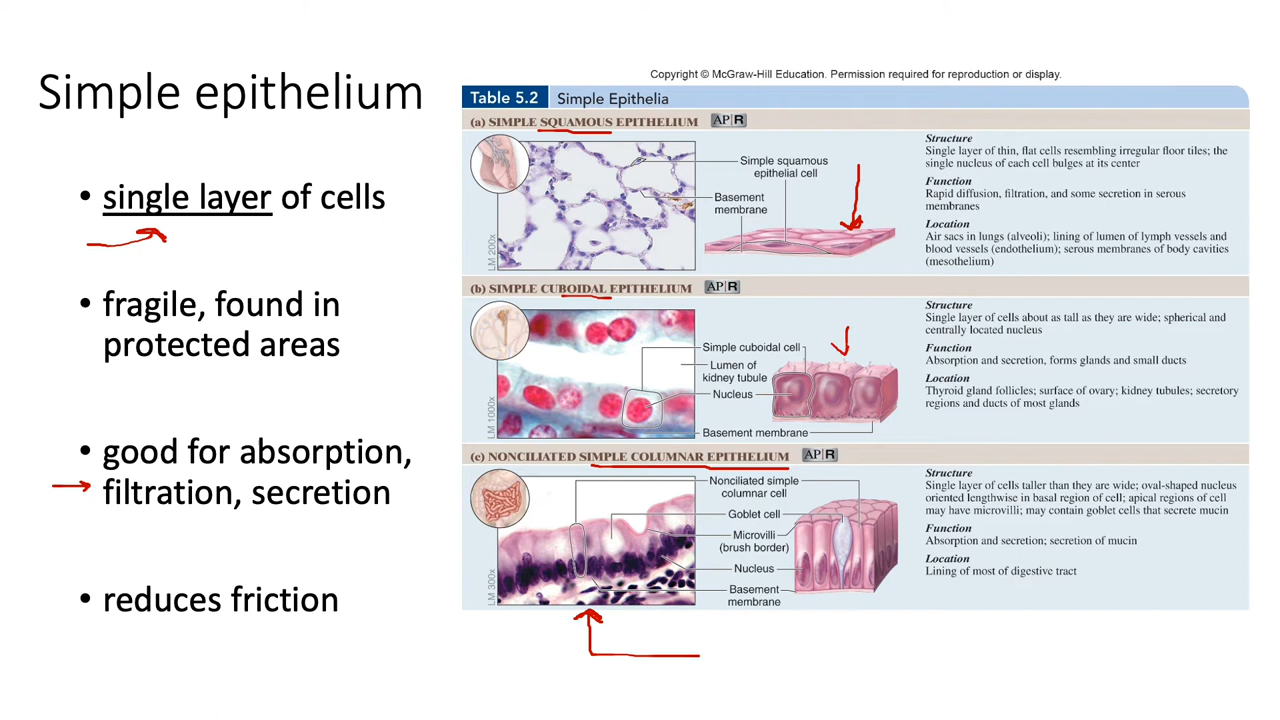 Simple epithelium
• single layer of cells
• fragile, found in
protected areas
• good for absorption,
filtration, secretion
• reduces friction
Copyright © McGraw-Hill Education. Permission required for reproduction or display.
Table 5.2 Simple Epithelia
(a) SIMPLE SQUAMOUS EPITHELIUM AP|R
LM 200x
Simple squamous
epithelial cell
Basement
membrane
Structure
Single layer of thin, flat cells resembling irregular floor tiles; the
single nucleus of each cell bulges at its center
Function
Rapid diffusion, filtration, and some secretion in serous
membranes
Location
Air sacs in lungs (alveoli); lining of lumen of lymph vessels and
blood vessels (endothelium); serous membranes of body cavities
(mesothelium)
(b) SIMPLE CUBOIDAL EPITHELIUM AP|R
LM 1000x
Simple cuboidal cell
Lumen of
kidney tubule
Nucleus
Basement membrane
Structure
Single layer of cells about as tall as they are wide; spherical and
centrally located nucleus
Function
Absorption and secretion, forms glands and small ducts
Location
Thyroid gland follicles; surface of ovary; kidney tubules; secretory
regions and ducts of most glands
(c) NONCILIATED SIMPLE COLUMNAR EPITHELIUM AP|R
LM 300x
Nonciliated simple
columnar cell
Goblet cell
Microvilli
(brush border)
Nucleus
Basement
membrane
Structure
Single layer of cells taller than they are wide; oval-shaped nucleus
oriented lengthwise in basal region of cell; apical regions of cell
may have microvilli; may contain goblet cells that secrete mucin
Function
Absorption and secretion; secretion of mucin
Location
Lining of most of digestive tract